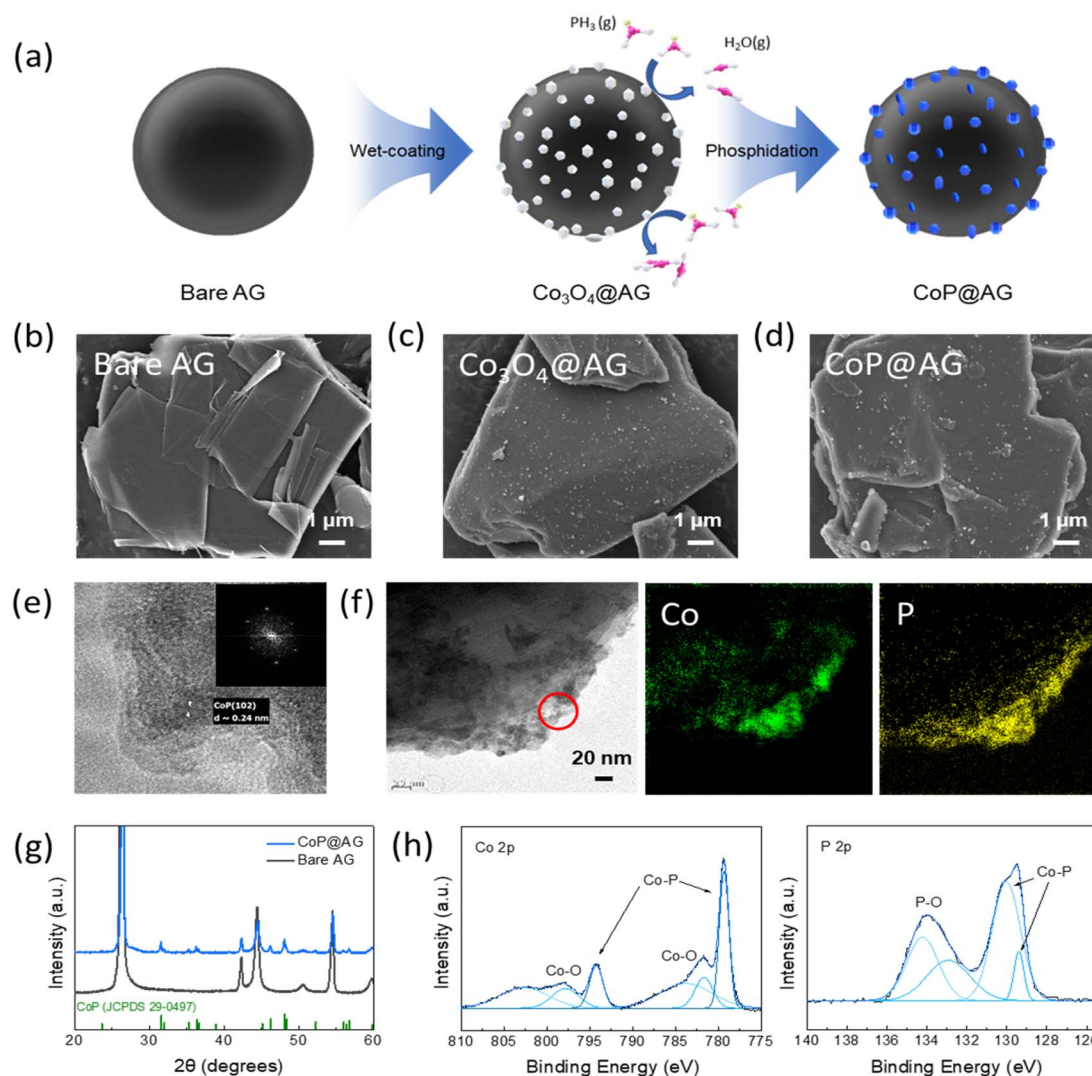 (a)
PH₃(g)
H₂O(g)
Wet-coating
Phosphidation
Bare AG
Co₃O₄@AG
CoP@AG
(b)
Bare AG
1 μm
(c)
Co₃O₄@AG
1 μm
(d)
CoP@AG
1 μm
(e)
CoP(102)
d ~ 0.24 nm
(f)
20 nm
Co
P
(g)
CoP@AG
Bare AG
Intensity (a.u.)
CoP (JCPDS 29-0497)
20 30 40 50 60
2θ (degrees)
(h)
Co 2p
Co-P
Co-O
Co-O
Intensity (a.u.)
810 805 800 795 790 785 780 775
Binding Energy (eV)
P 2p
Co-P
P-O
Intensity (a.u.)
140 138 136 134 132 130 128 126
Binding Energy (eV)